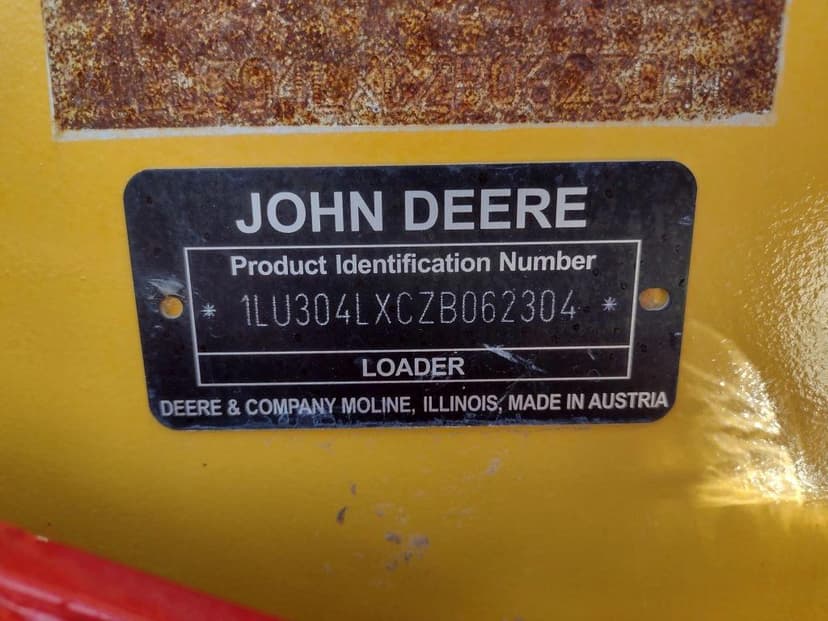 JOHN DEERE
Product Identification Number
* 1LU304LXCZB062304 *
LOADER
DEERE & COMPANY MOLINE, ILLINOIS, MADE IN AUSTRIA